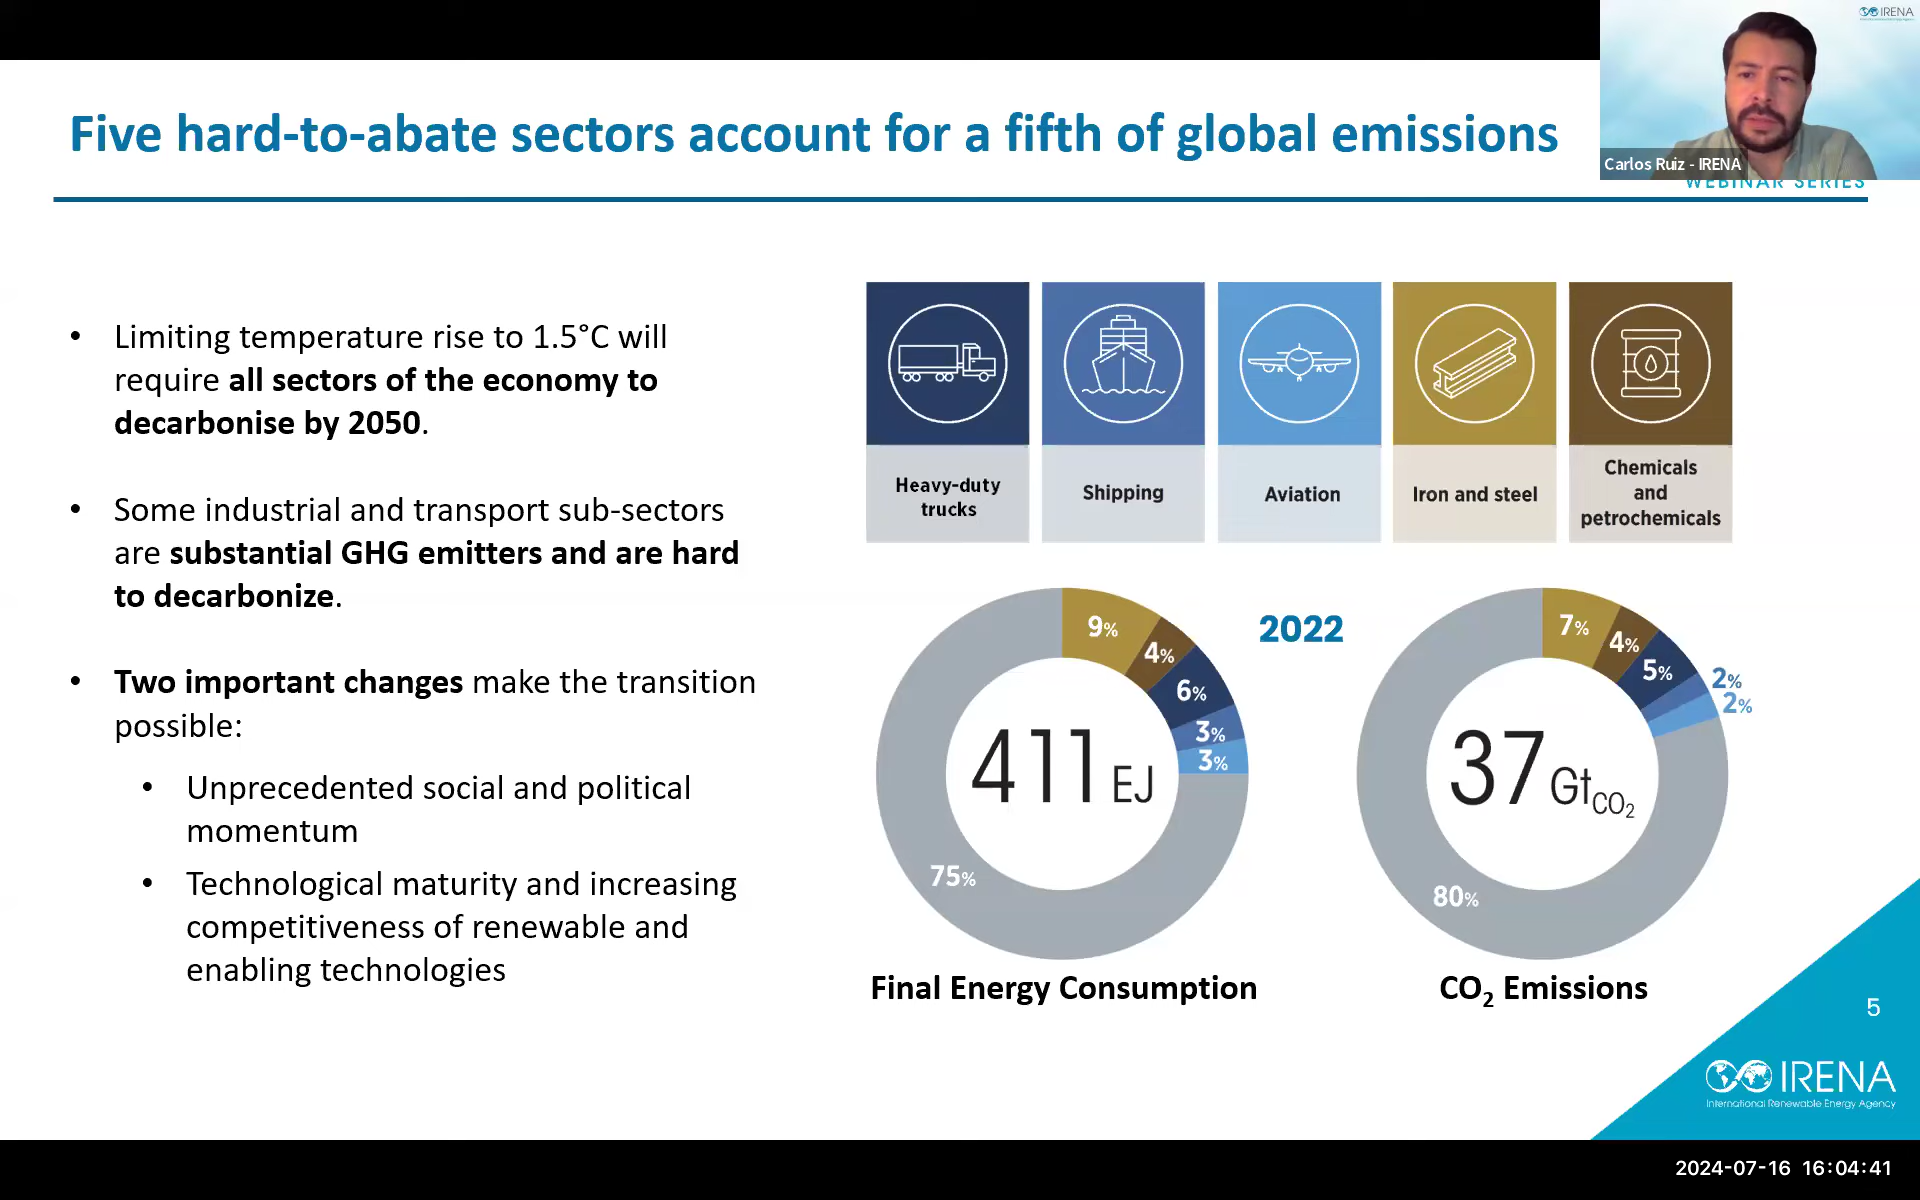 IRENA
Carlos Ruiz - IRENA
WEBINAR SERIES
Five hard-to-abate sectors account for a fifth of global emissions
• Limiting temperature rise to 1.5°C will
require all sectors of the economy to
decarbonise by 2050.
• Some industrial and transport sub-sectors
are substantial GHG emitters and are hard
to decarbonize.
• Two important changes make the transition
possible:
• Unprecedented social and political
momentum
• Technological maturity and increasing
competitiveness of renewable and
enabling technologies
Heavy-duty
trucks
Shipping
Aviation
Iron and steel
Chemicals
and
petrochemicals
2022
9%
4%
6%
3%
3%
75%
411 EJ
Final Energy Consumption
7%
4%
5%
2%
2%
80%
37 GtCO2
CO2 Emissions
5
IRENA
International Renewable Energy Agency
2024-07-16 16:04:41